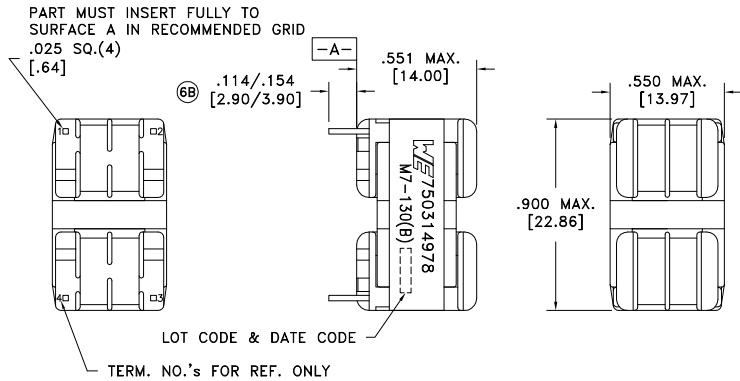 PART MUST INSERT FULLY TO
SURFACE A IN RECOMMENDED GRID
.025 SQ.(4)
[.64]
-A-
.551 MAX.
[14.00]
6B .114/.154
[2.90/3.90]
.550 MAX.
[13.97]
1 2
WE 750314978
M7-130(B)
.900 MAX.
[22.86]
4 3
LOT CODE & DATE CODE
TERM. NO.'s FOR REF. ONLY